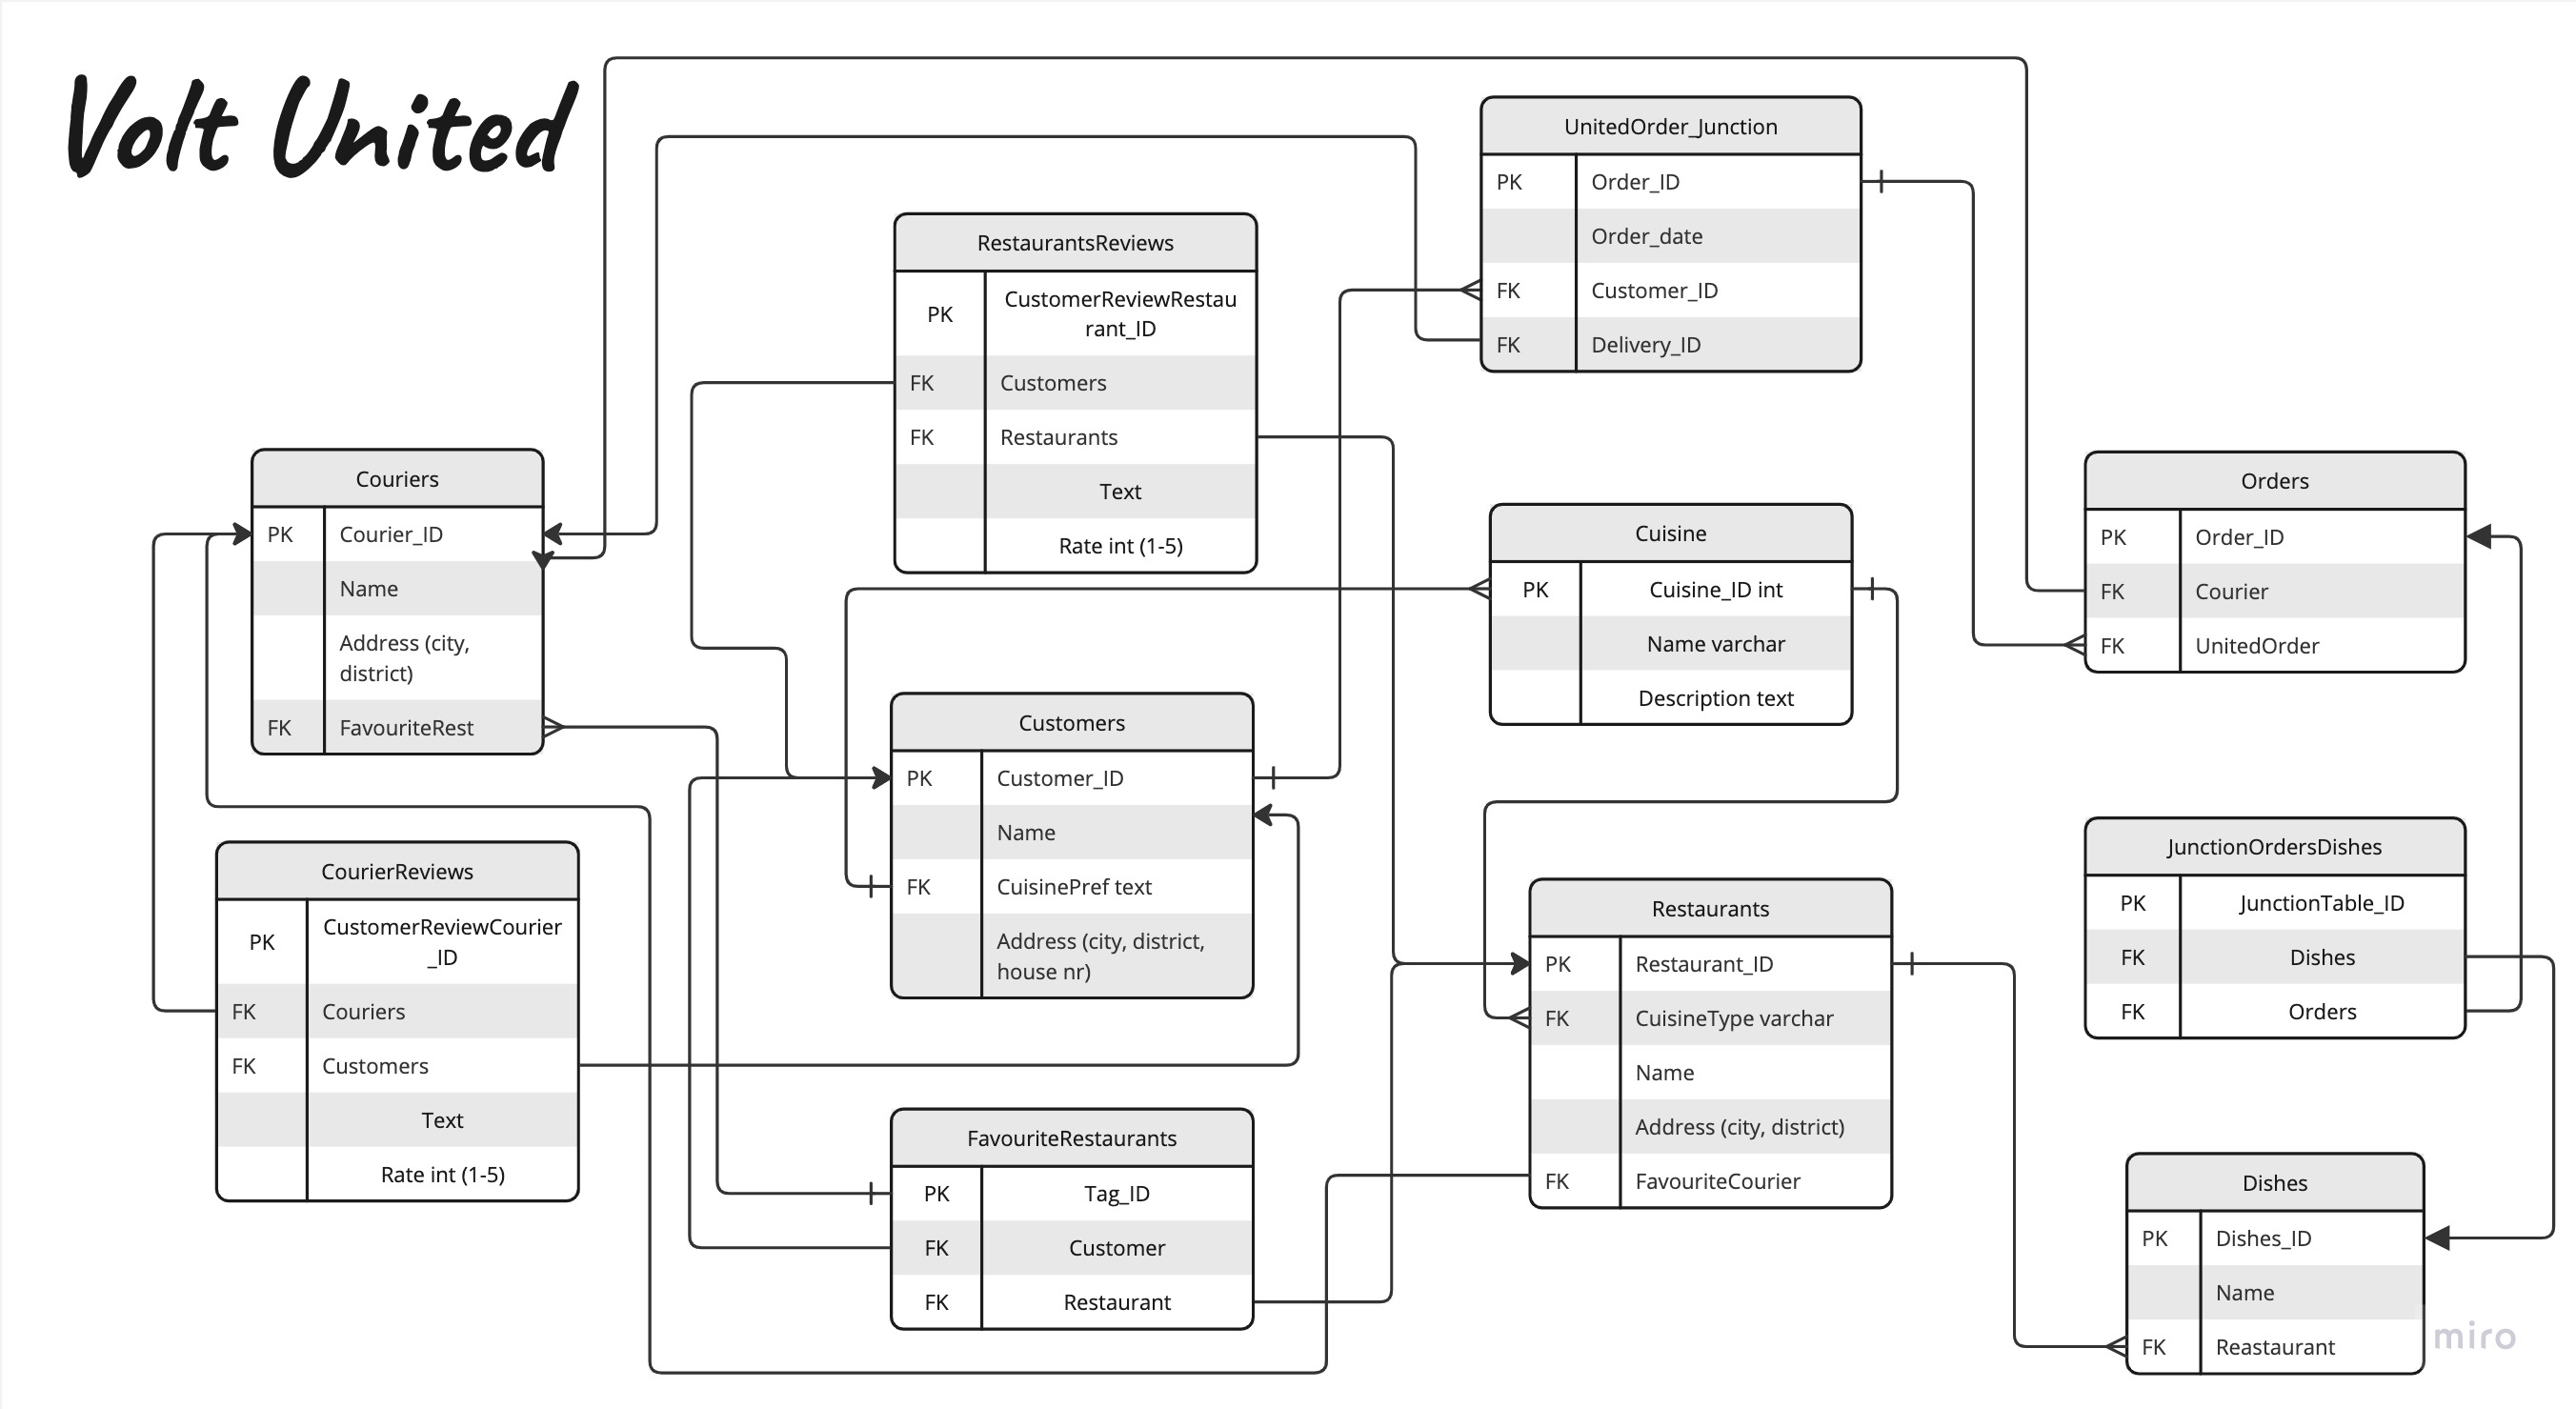 Volt United
UnitedOrder_Junction
PK Order_ID
Order_date
FK Customer_ID
FK Delivery_ID
RestaurantsReviews
PK CustomerReviewRestau
rant_ID
FK Customers
FK Restaurants
Text
Rate int (1-5)
Couriers
PK Courier_ID
Name
Address (city,
district)
FK FavouriteRest
Cuisine
PK Cuisine_ID int
Name varchar
Description text
Orders
PK Order_ID
FK Courier
FK UnitedOrder
Customers
PK Customer_ID
Name
FK CuisinePref text
Address (city, district,
house nr)
CourierReviews
PK CustomerReviewCourier
_ID
FK Couriers
FK Customers
Text
Rate int (1-5)
Restaurants
PK Restaurant_ID
FK CuisineType varchar
Name
Address (city, district)
FK FavouriteCourier
JunctionOrdersDishes
PK JunctionTable_ID
FK Dishes
FK Orders
FavouriteRestaurants
PK Tag_ID
FK Customer
FK Restaurant
Dishes
PK Dishes_ID
Name
FK Reastaurant
miro